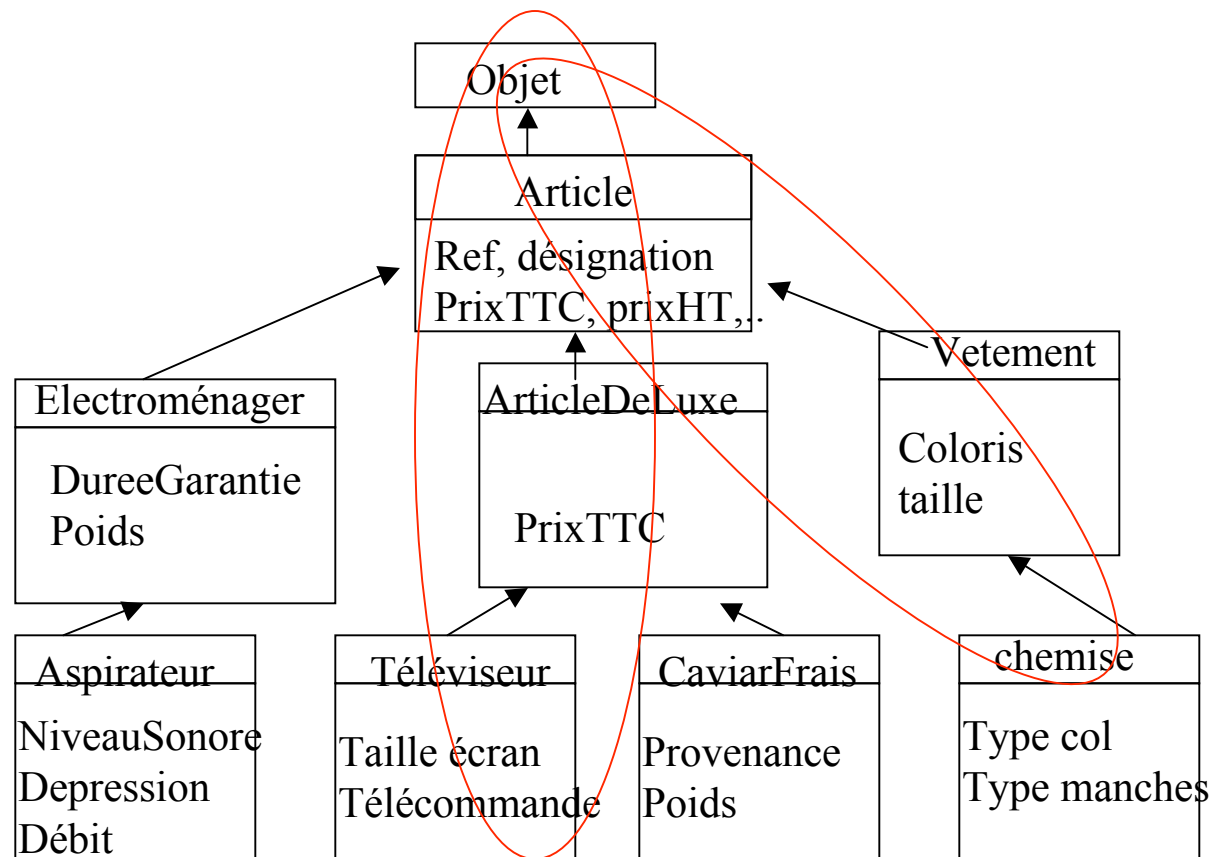 Objet
Article
Ref, désignation
PrixTTC, prixHT,..
Electroménager
DureeGarantie
Poids
ArticleDeLuxe
PrixTTC
Vetement
Coloris
taille
Aspirateur
NiveauSonore
Depression
Débit
Téléviseur
Taille écran
Télécommande
CaviarFrais
Provenance
Poids
chemise
Type col
Type manches